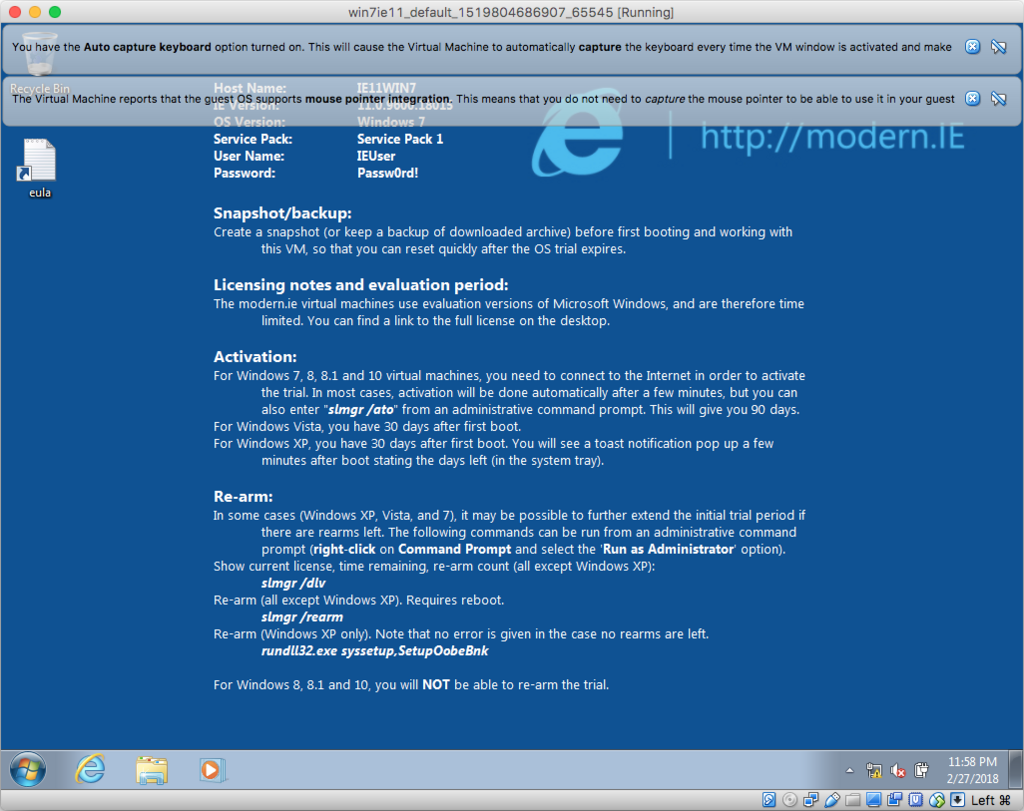 win7ie11_default_1519804686907_65545 [Running]
You have the Auto capture keyboard option turned on. This will cause the Virtual Machine to automatically capture the keyboard every time the VM window is activated and make
Recycle Bin
The Virtual Machine reports that the guest OS supports mouse pointer integration. This means that you do not need to capture the mouse pointer to be able to use it in your guest
Host Name: IE11WIN7
IE Version: 11.0.9600.18015
OS Version: Windows 7
Service Pack: Service Pack 1
User Name: IEUser
Password: Passw0rd!
http://modern.IE
eula
Snapshot/backup:
Create a snapshot (or keep a backup of downloaded archive) before first booting and working with
this VM, so that you can reset quickly after the OS trial expires.
Licensing notes and evaluation period:
The modern.ie virtual machines use evaluation versions of Microsoft Windows, and are therefore time
limited. You can find a link to the full license on the desktop.
Activation:
For Windows 7, 8, 8.1 and 10 virtual machines, you need to connect to the Internet in order to activate
the trial. In most cases, activation will be done automatically after a few minutes, but you can
also enter "slmgr /ato" from an administrative command prompt. This will give you 90 days.
For Windows Vista, you have 30 days after first boot.
For Windows XP, you have 30 days after first boot. You will see a toast notification pop up a few
minutes after boot stating the days left (in the system tray).
Re-arm:
In some cases (Windows XP, Vista, and 7), it may be possible to further extend the initial trial period if
there are rearms left. The following commands can be run from an administrative command
prompt (right-click on Command Prompt and select the 'Run as Administrator' option).
Show current license, time remaining, re-arm count (all except Windows XP):
slmgr /dlv
Re-arm (all except Windows XP). Requires reboot.
slmgr /rearm
Re-arm (Windows XP only). Note that no error is given in the case no rearms are left.
rundll32.exe syssetup,SetupOobeBnk
For Windows 8, 8.1 and 10, you will NOT be able to re-arm the trial.
11:58 PM
2/27/2018
Left ⌘